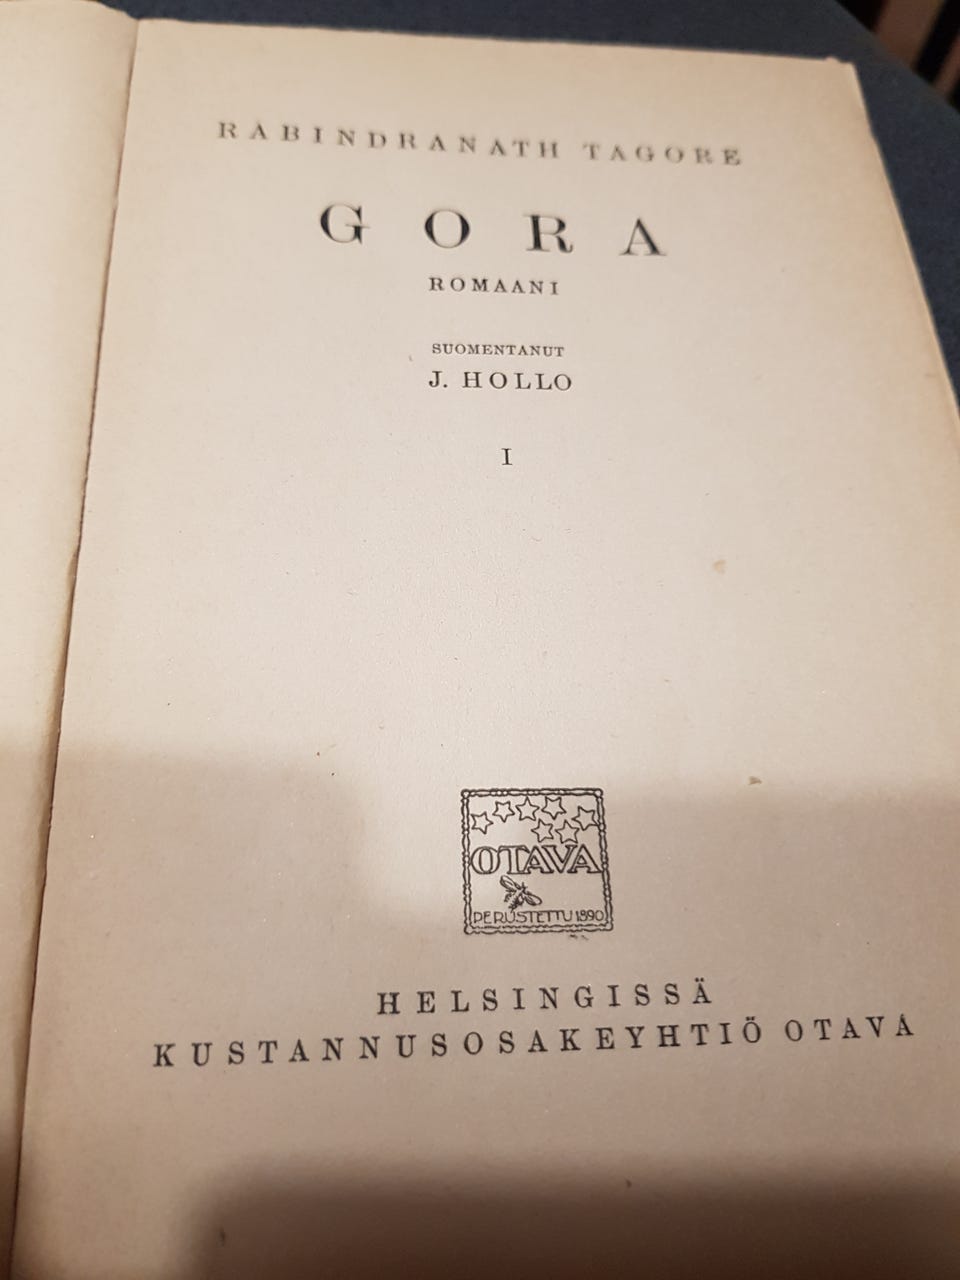 RABINDRANATH TAGORE
GORA
ROMAANI
SUOMENTANUT
J. HOLLO
I
OTAVA
PERUSTETTU 1890
HELSINGISSÄ
KUSTANNUSOSAKEYHTIÖ OTAVA